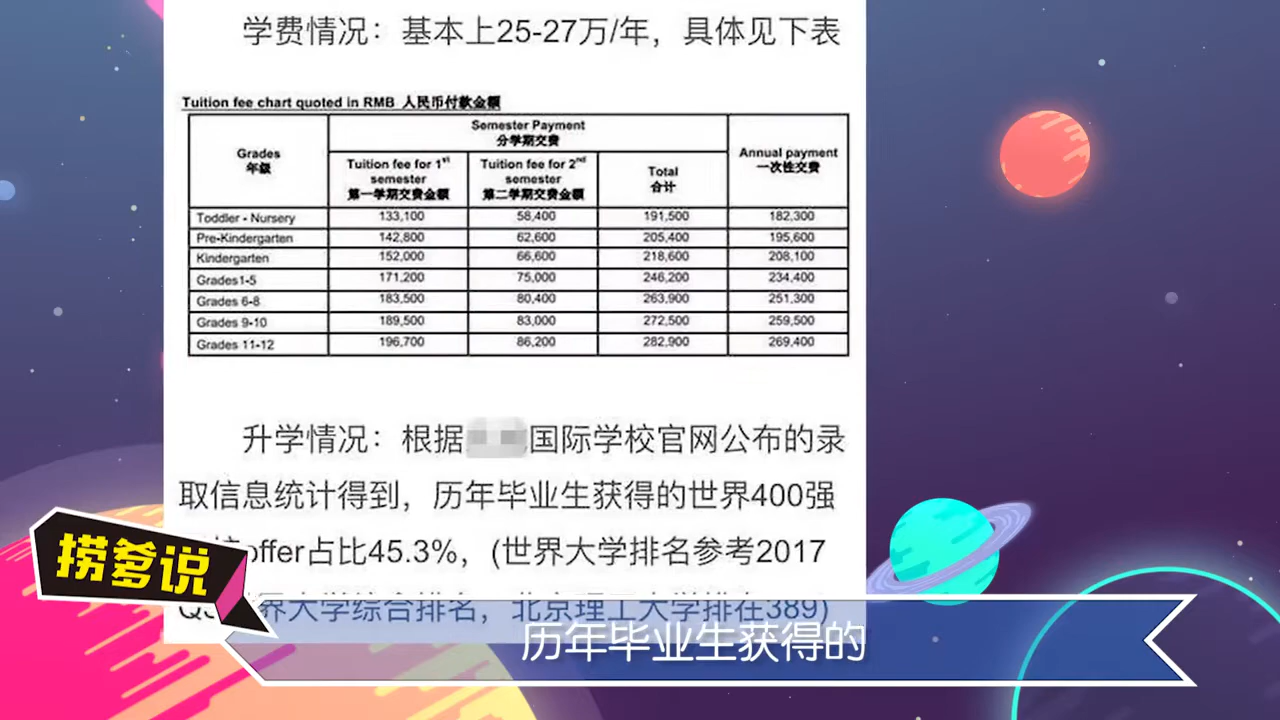 学费情况：基本上25-27万/年，具体见下表
Tuition fee chart quoted in RMB 人民币付款金额
Grades 年级
Semester Payment 分学期交费
Annual payment 一次性交费
Tuition fee for 1st semester 第一学期交费金额
Tuition fee for 2nd semester 第二学期交费金额
Total 合计
Toddler - Nursery 133,100 58,400 191,500 182,300
Pre-Kindergarten 142,800 62,600 205,400 195,600
Kindergarten 152,000 66,600 218,600 208,100
Grades1-5 171,200 75,000 246,200 234,400
Grades 6-8 183,500 80,400 263,900 251,300
Grades 9-10 189,500 83,000 272,500 259,500
Grades 11-12 196,700 86,200 282,900 269,400
升学情况：根据国际学校官网公布的录
取信息统计得到，历年毕业生获得的世界400强
offer占比45.3%，(世界大学排名参考2017
界大学综合排名，北京理工大学排在389)
捞爹说
历年毕业生获得的